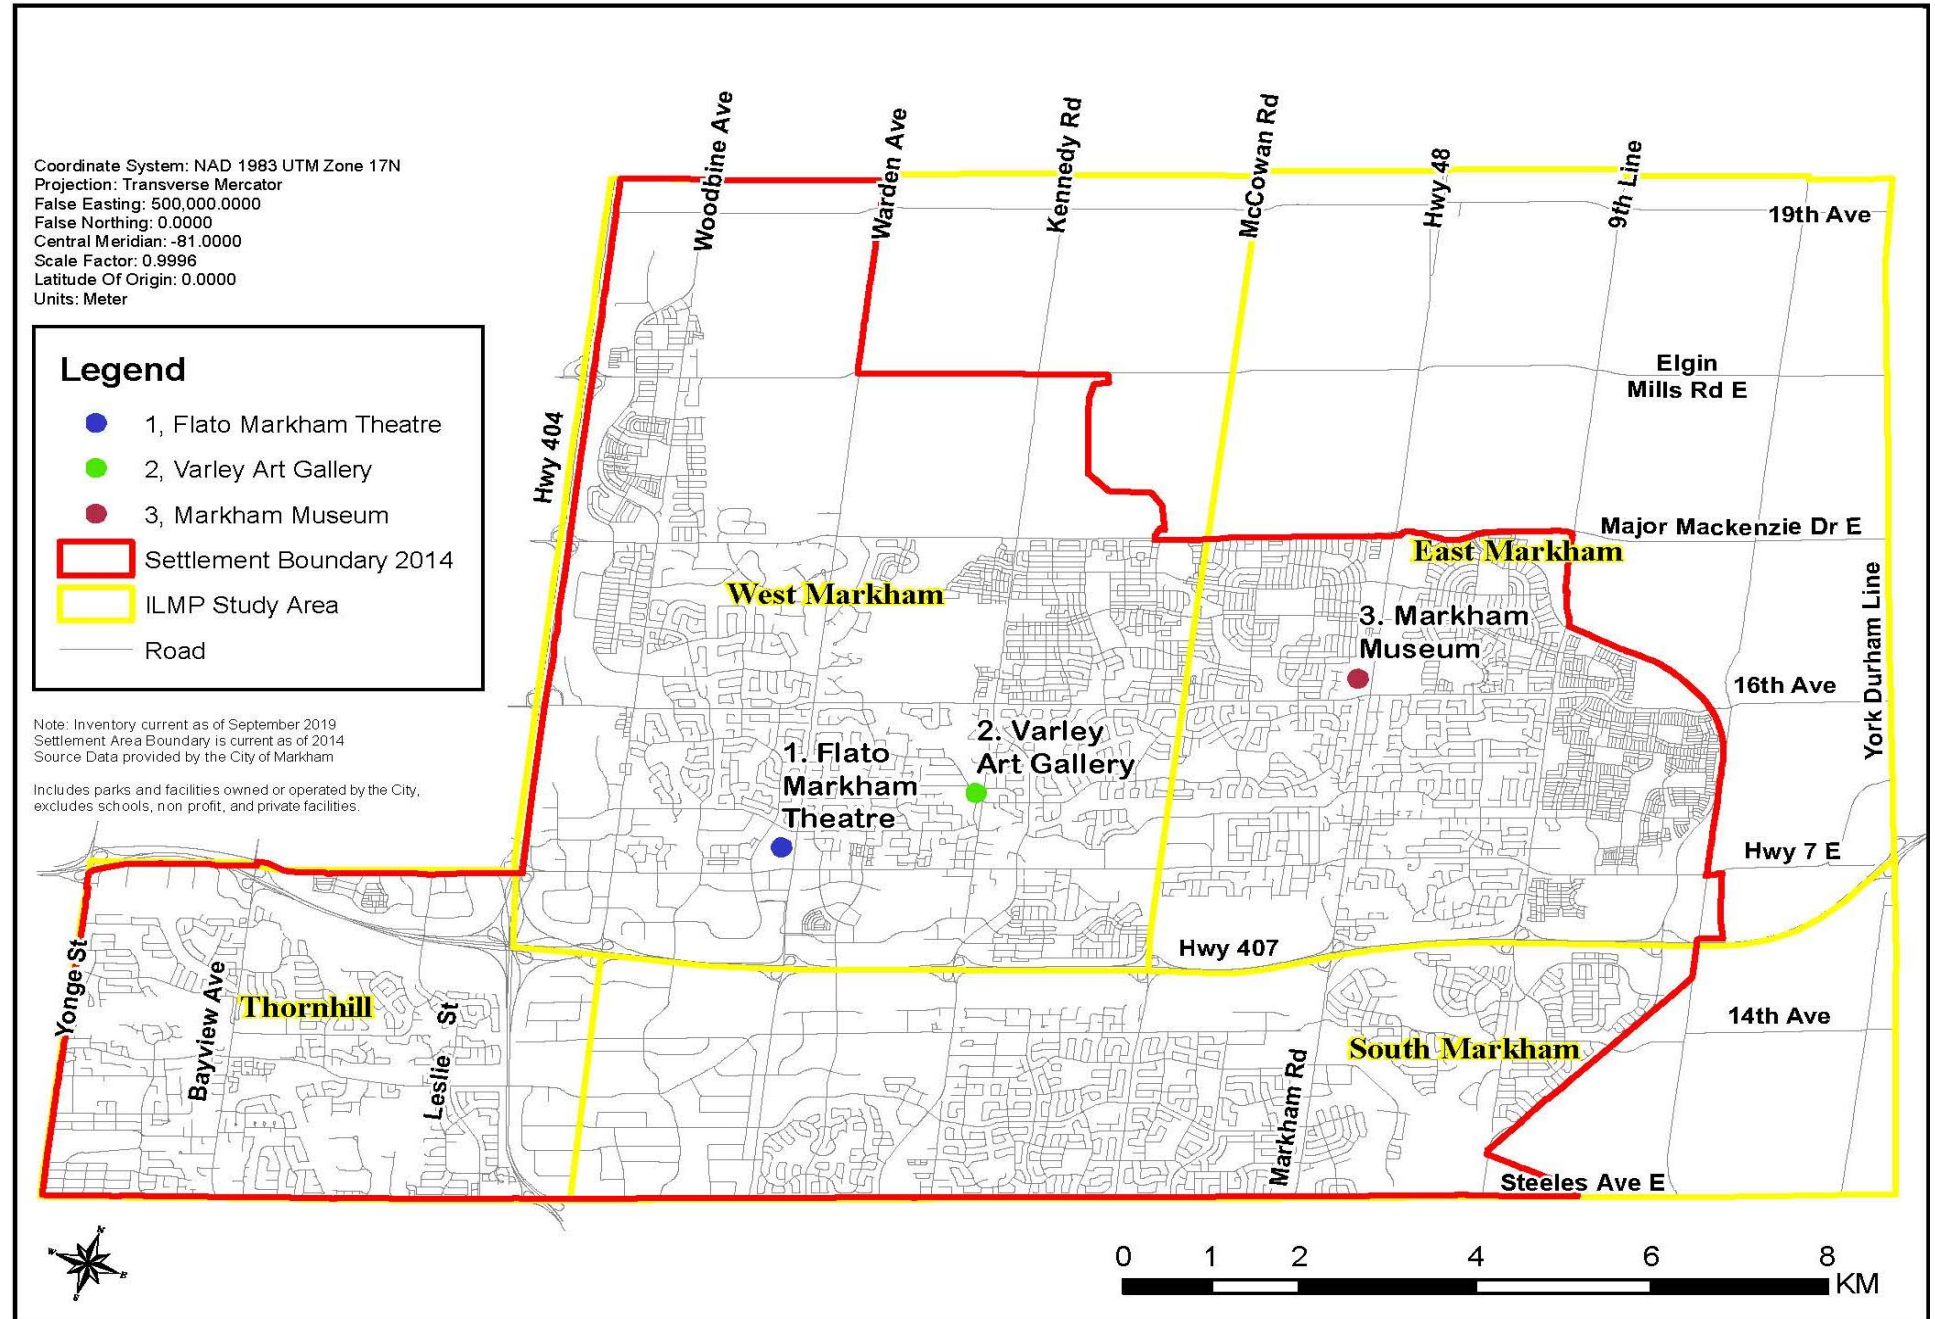 Coordinate System: NAD 1983 UTM Zone 17N
Projection: Transverse Mercator
False Easting: 500,000.0000
False Northing: 0.0000
Central Meridian: -81.0000
Scale Factor: 0.9996
Latitude Of Origin: 0.0000
Units: Meter
Legend
1, Flato Markham Theatre
2, Varley Art Gallery
3, Markham Museum
Settlement Boundary 2014
ILMP Study Area
Road
Note: Inventory current as of September 2019
Settlement Area Boundary is current as of 2014
Source Data provided by the City of Markham
Includes parks and facilities owned or operated by the City,
excludes schools, non profit, and private facilities.
Woodbine Ave
Warden Ave
Kennedy Rd
McCowan Rd
Hwy 48
9th Line
19th Ave
Elgin
Mills Rd E
Hwy 404
Major Mackenzie Dr E
East Markham
West Markham
3. Markham
Museum
16th Ave
York Durham Line
2. Varley
Art Gallery
1. Flato
Markham
Theatre
Hwy 7 E
Hwy 407
Yonge St
Bayview Ave
Thornhill
Leslie St
14th Ave
South Markham
Markham Rd
Steeles Ave E
N
W
E
S
0 1 2 4 6 8
KM